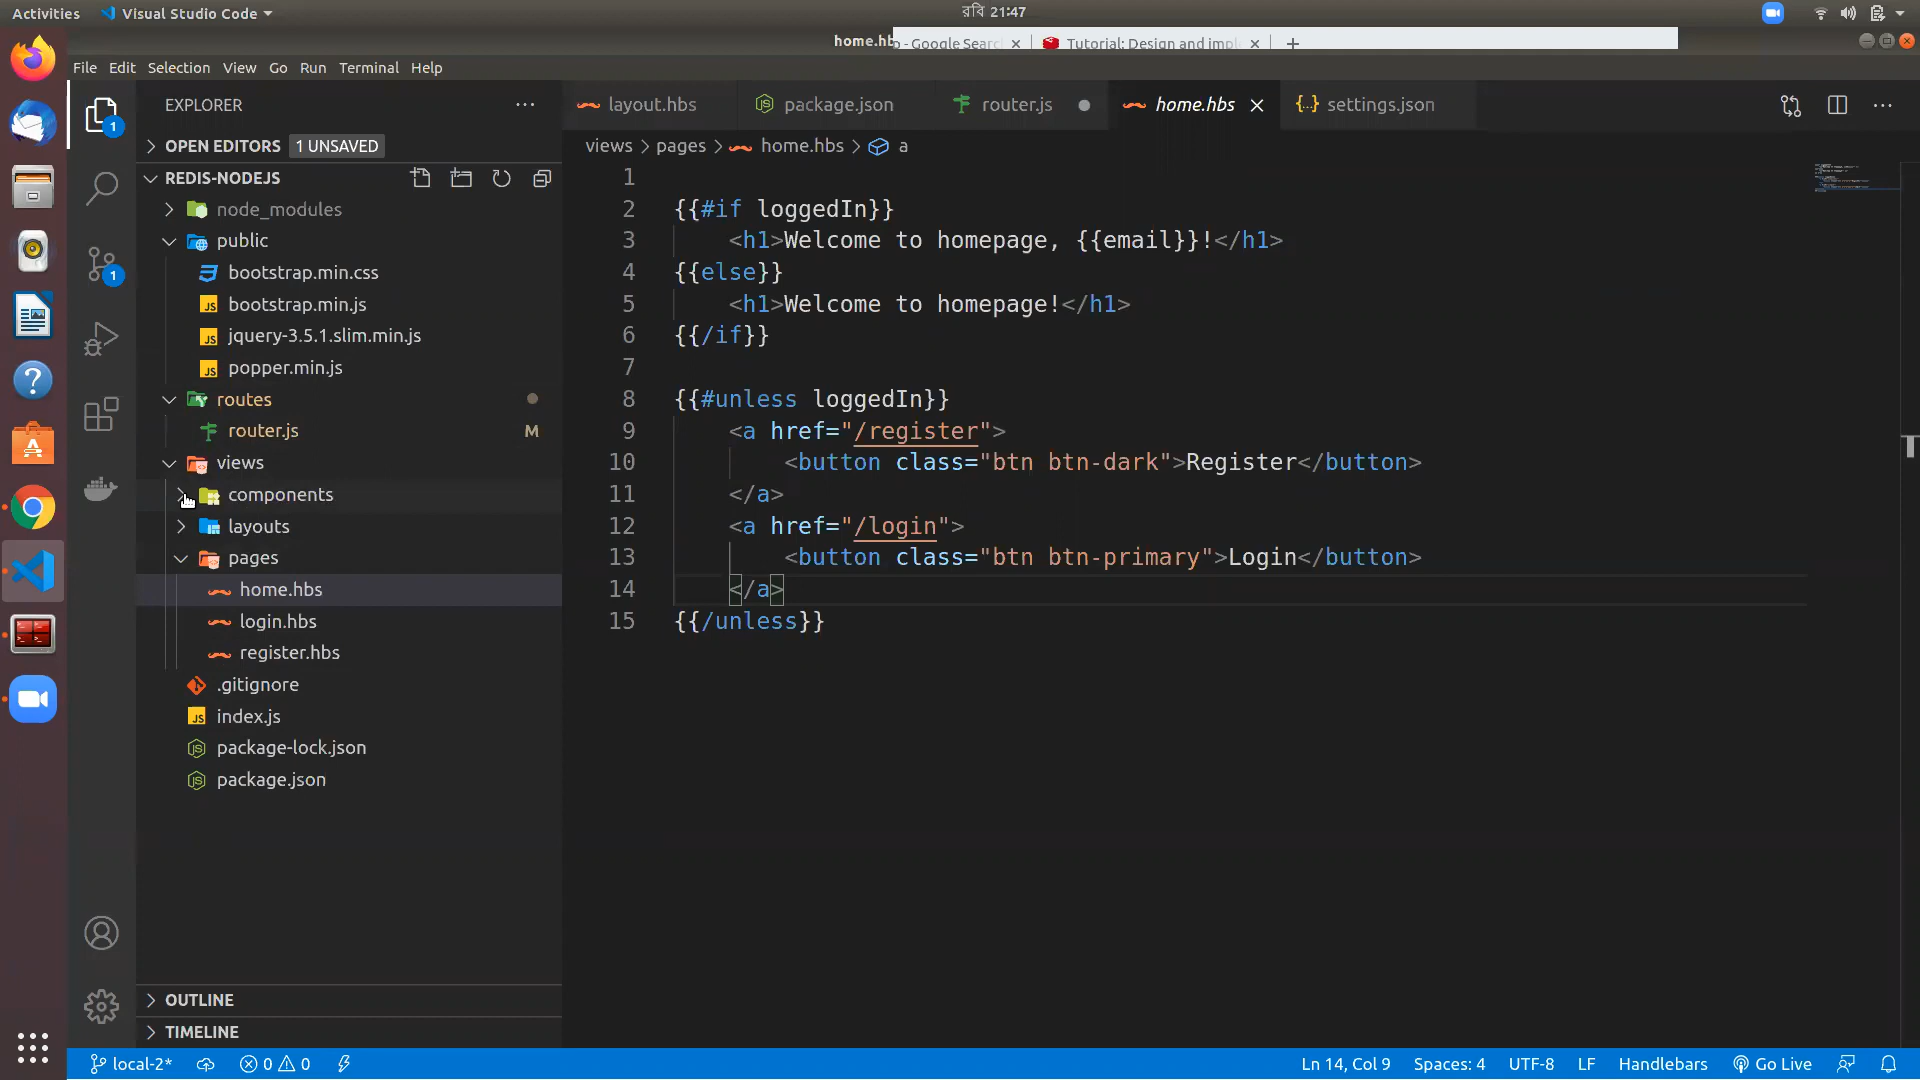 Activities Visual Studio Code রবি 21:47
home.hb - Google Searc Tutorial: Design and imple
File Edit Selection View Go Run Terminal Help
EXPLORER
OPEN EDITORS 1 UNSAVED
REDIS-NODEJS
node_modules
public
bootstrap.min.css
bootstrap.min.js
jquery-3.5.1.slim.min.js
popper.min.js
routes
router.js M
views
components
layouts
pages
home.hbs
login.hbs
register.hbs
.gitignore
index.js
package-lock.json
package.json
OUTLINE
TIMELINE
layout.hbs package.json router.js home.hbs settings.json
views > pages > home.hbs > a
1
2 {{#if loggedIn}}
3 <h1>Welcome to homepage, {{email}}!</h1>
4 {{else}}
5 <h1>Welcome to homepage!</h1>
6 {{/if}}
7
8 {{#unless loggedIn}}
9 <a href="/register">
10 <button class="btn btn-dark">Register</button>
11 </a>
12 <a href="/login">
13 <button class="btn btn-primary">Login</button>
14 </a>
15 {{/unless}}
local-2* 0 0 Ln 14, Col 9 Spaces: 4 UTF-8 LF Handlebars Go Live